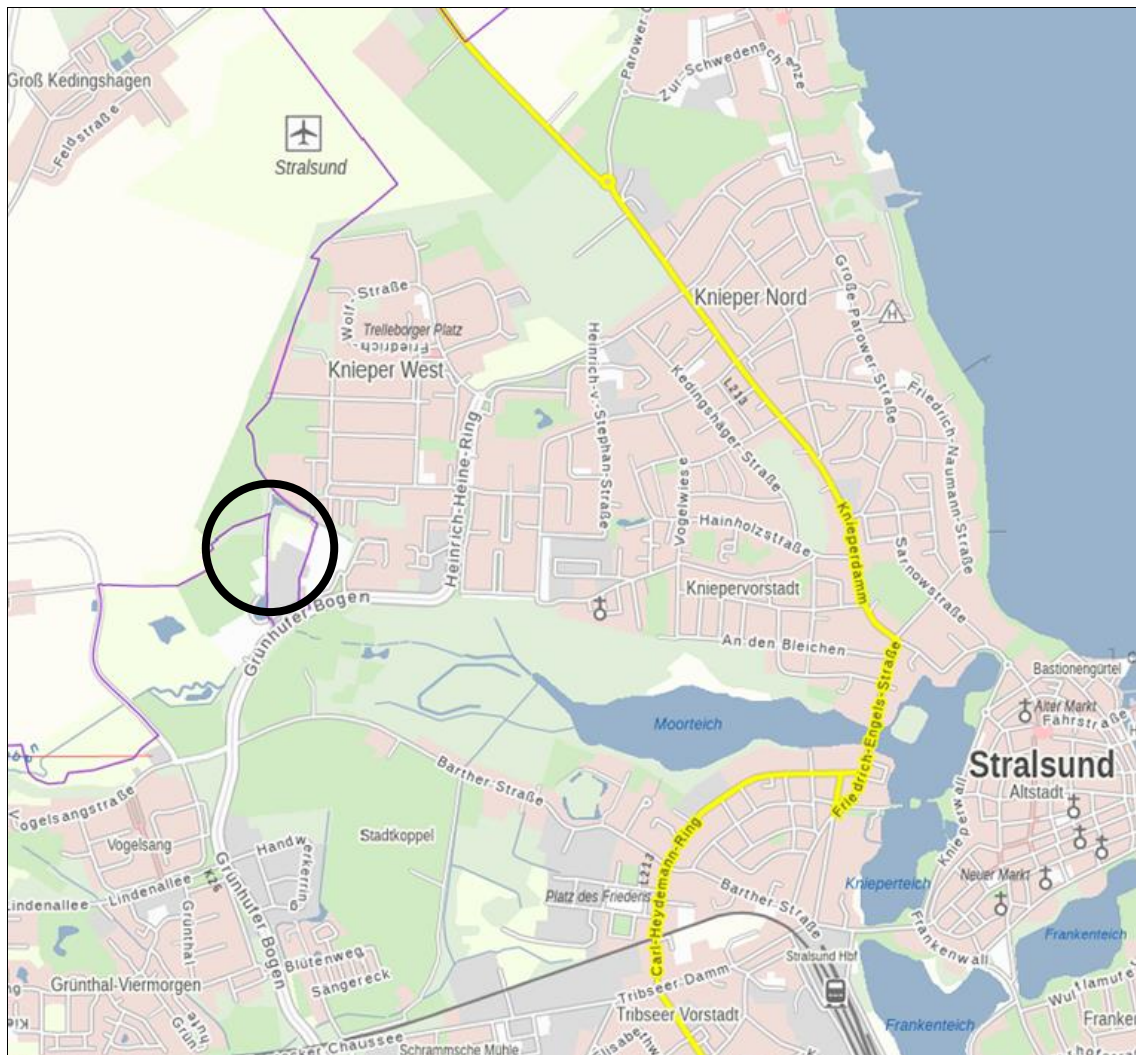 Groß Kedingshagen
Feldstraße
Stralsund
Zur-Schwedenschanze
Knieper Nord
Große-Parower-Straße
H
Wolf
Straße
Trelleborger Platz
Friedrich
Knieper West
Heinrich-v.-Stephan-Straße
Kedingshäger-Straße
L213
Friedrich-Naumann-Straße
Heinrich-Heine-Ring
Vogelwiese
Hainholzstraße
Knieperdamm
Sarnowstraße
Kniepervorstadt
Grünhufer-Bogen
An den Bleichen
Friedrich-Engels-Straße
Bastionengürtel
Alter Markt
Fährstraße
Moorteich
Stralsund
Altstadt
Barther-Straße
Vogelsangstraße
Vogelsang
Stadtkoppel
Handwerkerring
Lindenallee
Lindenallee
K26
Grünhufer-Bogen
Grünthal
Carl-Heydemann-Ring
L213
Platz des Friedens
Barther-Straße
Knieperwall
Neuer Markt
Knieperteich
Frankenwall
Frankenteich
Stralsund Hbf
Blütenweg
Sängereck
Grünthal-Viermorgen
Tribseer-Damm
Tribseer Vorstadt
Frankenteich
Franken
Schrammsche Mühle